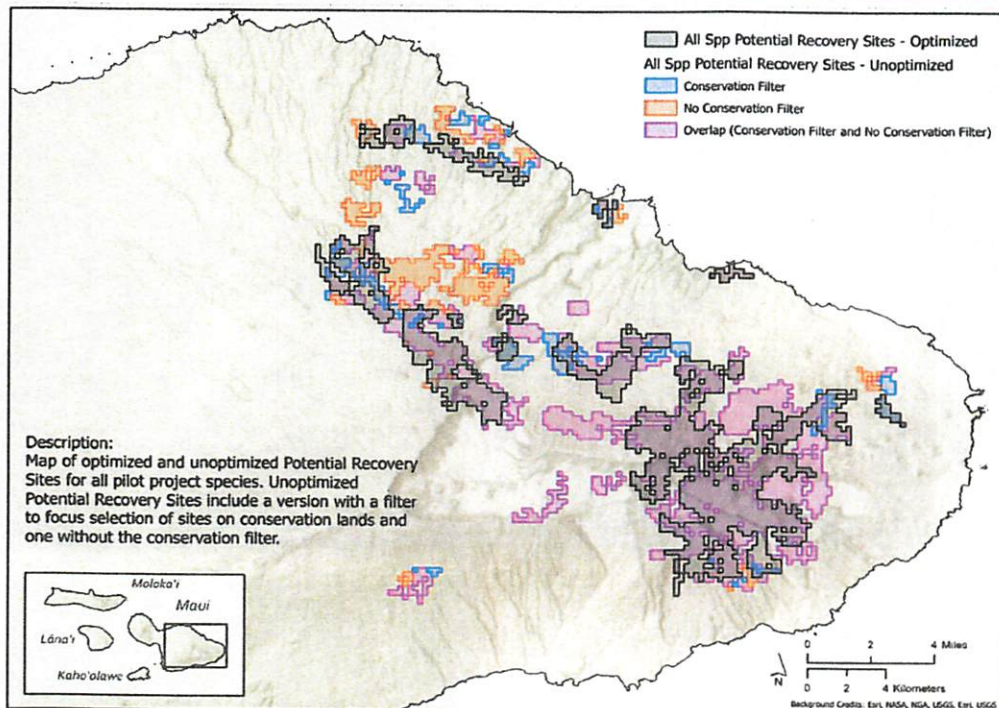 All Spp Potential Recovery Sites - Optimized
All Spp Potential Recovery Sites - Unoptimized
Conservation Filter
No Conservation Filter
Overlap (Conservation Filter and No Conservation Filter)
Description:
Map of optimized and unoptimized Potential Recovery
Sites for all pilot project species. Unoptimized
Potential Recovery Sites include a version with a filter
to focus selection of sites on conservation lands and
one without the conservation filter.
Moloka'i
Maui
Lāna'i
Kaho'olawe
0 2 4 Miles
N
0 2 4 Kilometers
Background Credits: Esri, NASA, NGA, USGS, Esri, USGS